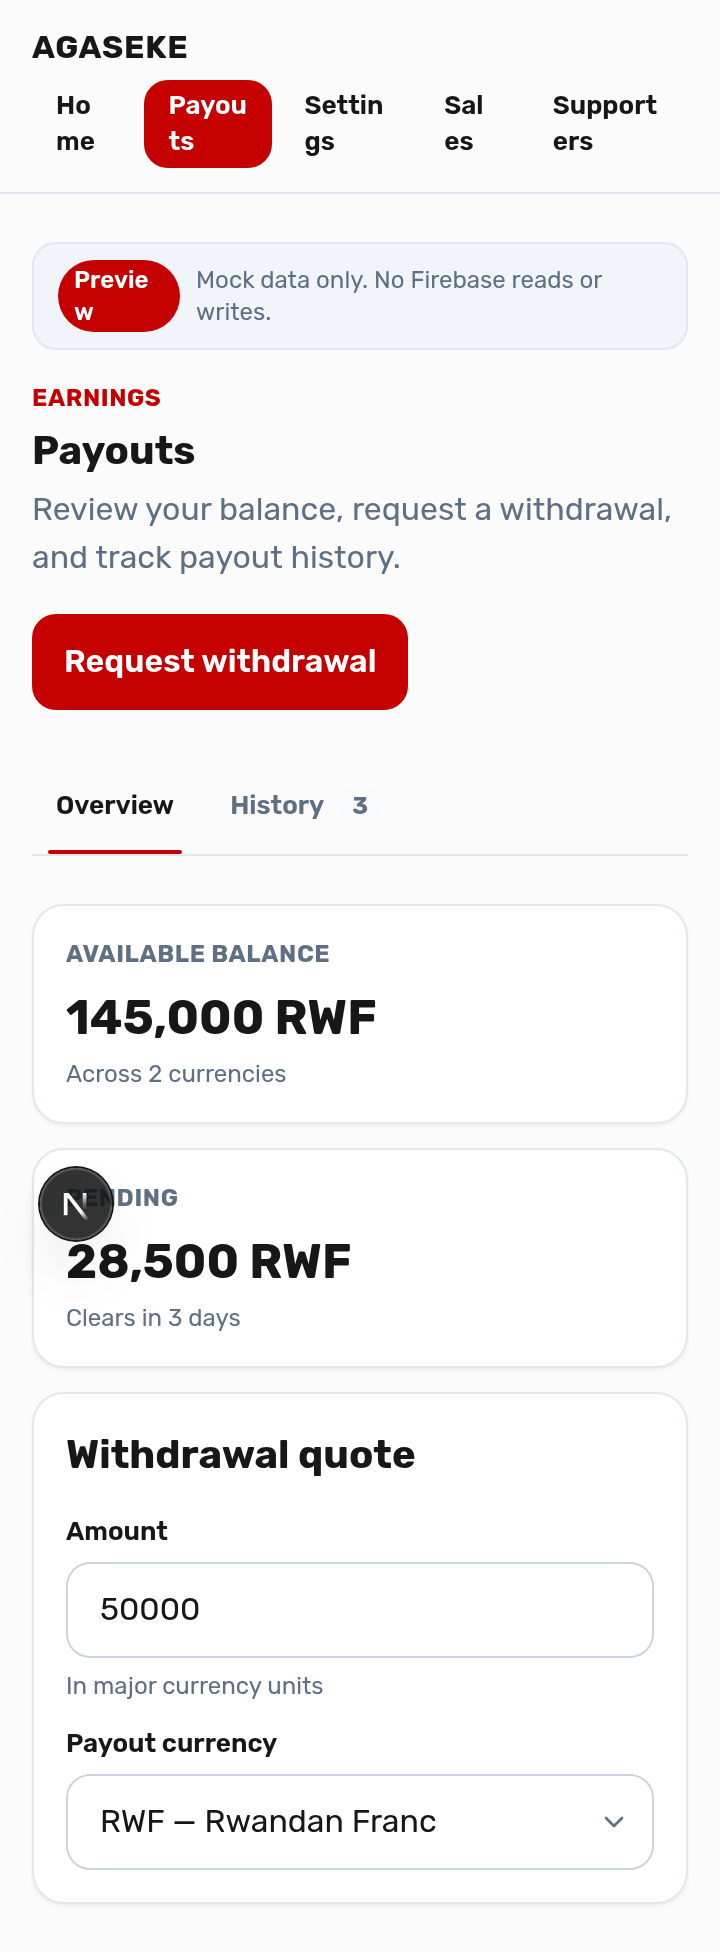 AGASEKE
Ho
me
Payou
ts
Settin
gs
Sal
es
Support
ers
Previe
w
Mock data only. No Firebase reads or
writes.
EARNINGS
Payouts
Review your balance, request a withdrawal,
and track payout history.
Request withdrawal
Overview
History 3
AVAILABLE BALANCE
145,000 RWF
Across 2 currencies
PENDING
28,500 RWF
Clears in 3 days
Withdrawal quote
Amount
50000
In major currency units
Payout currency
RWF — Rwandan Franc